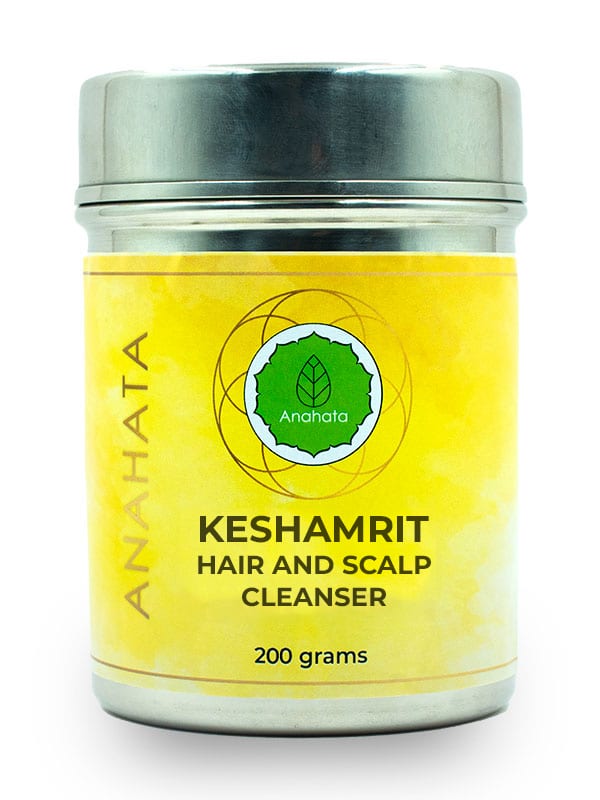 ANAHATA
Anahata
KESHAMRIT
HAIR AND SCALP
CLEANSER
200 grams